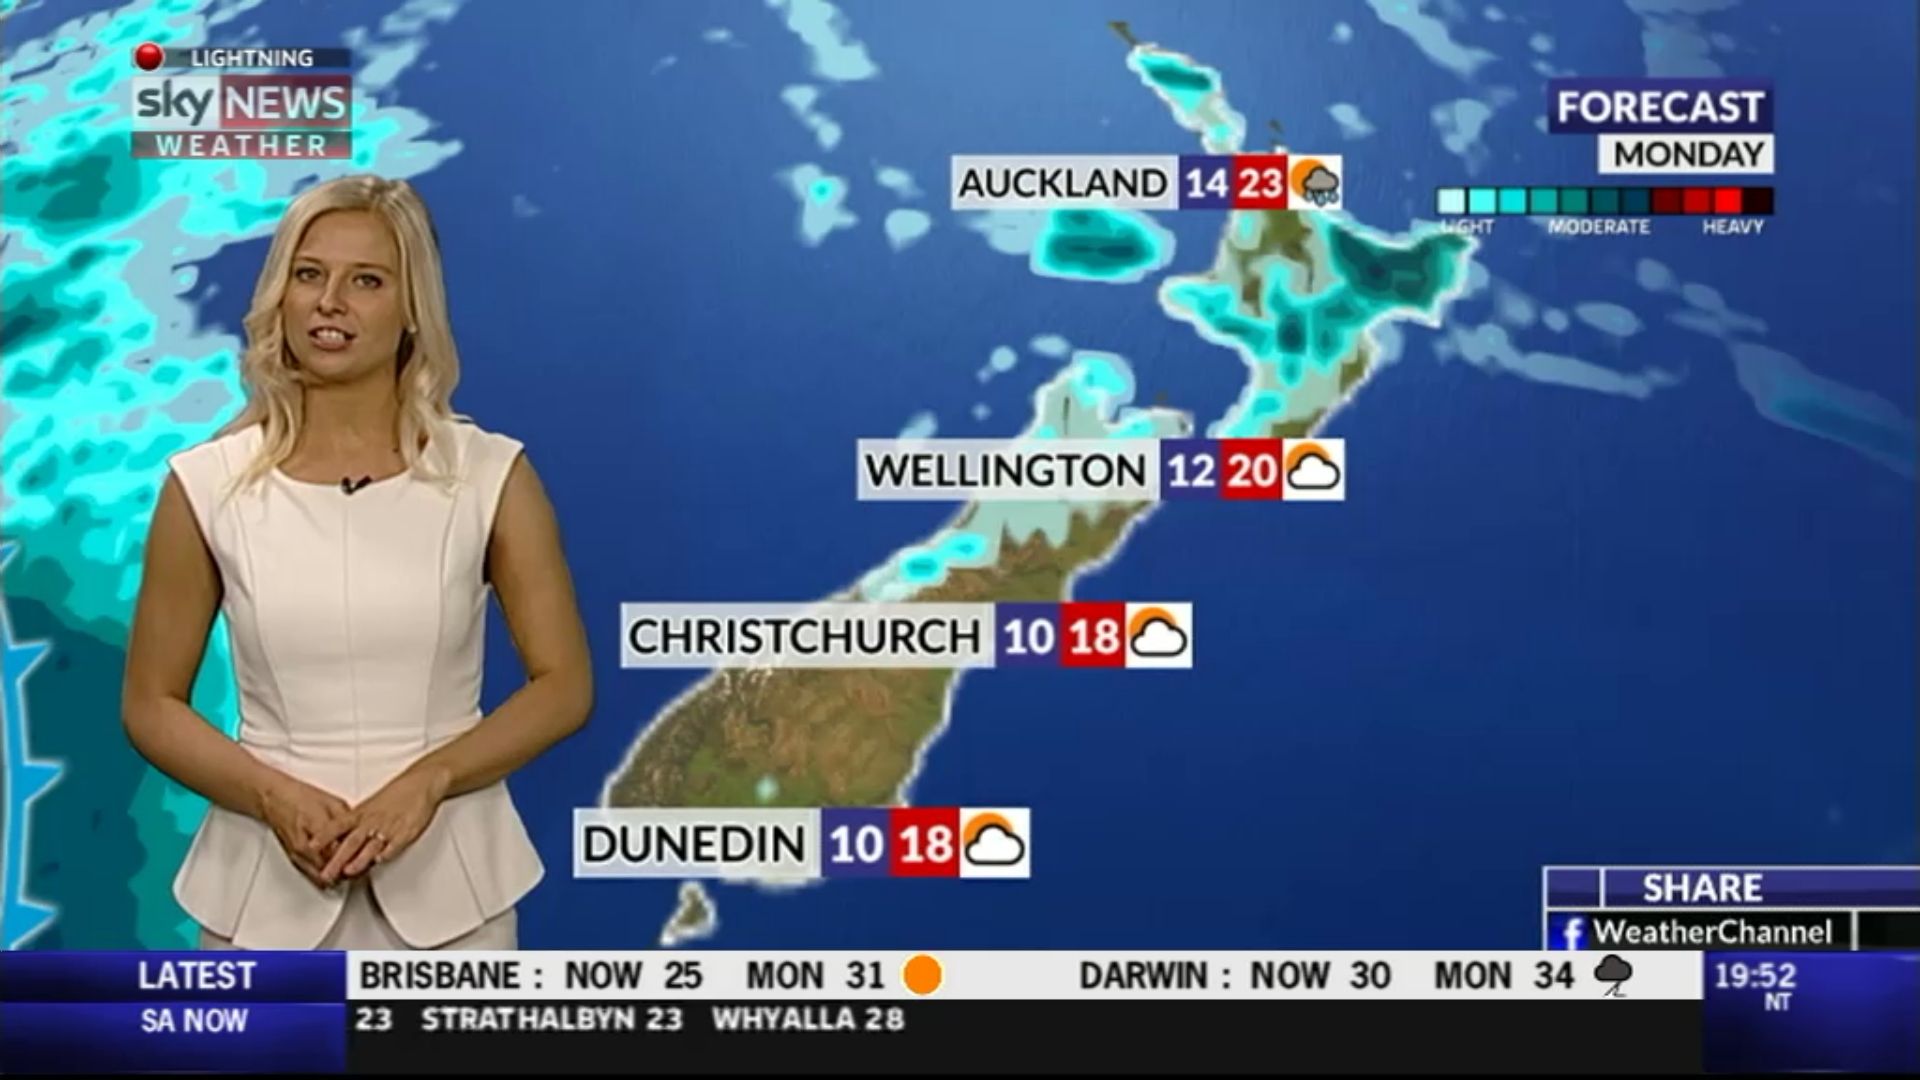 LIGHTNING
sky NEWS
WEATHER
FORECAST
MONDAY
LIGHT MODERATE HEAVY
AUCKLAND 14 23
WELLINGTON 12 20
CHRISTCHURCH 10 18
DUNEDIN 10 18
SHARE
f WeatherChannel
LATEST BRISBANE : NOW 25 MON 31 DARWIN : NOW 30 MON 34 19:52
NT
SA NOW 23 STRATHALBYN 23 WHYALLA 28